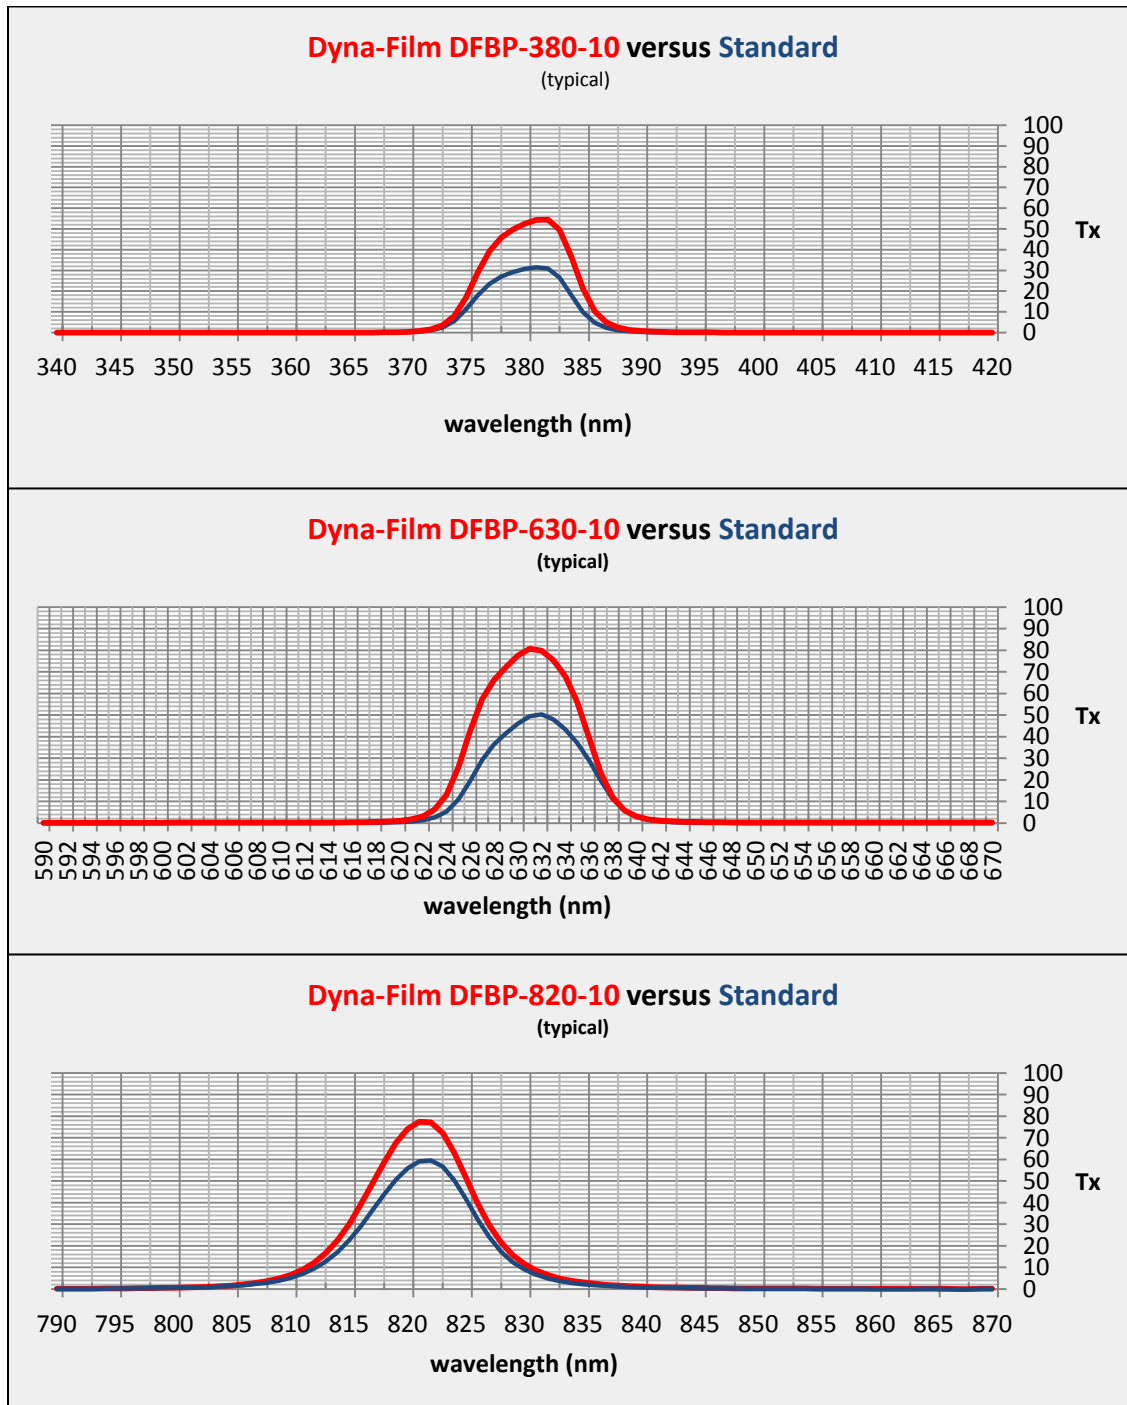 Dyna-Film DFBP-380-10 versus Standard
(typical)
100
90
80
70
60
50
40
30
20
10
0
Tx
340 345 350 355 360 365 370 375 380 385 390 395 400 405 410 415 420
wavelength (nm)
Dyna-Film DFBP-630-10 versus Standard
(typical)
100
90
80
70
60
50
40
30
20
10
0
Tx
590 592 594 596 598 600 602 604 606 608 610 612 614 616 618 620 622 624 626 628 630 632 634 636 638 640 642 644 646 648 650 652 654 656 658 660 662 664 666 668 670
wavelength (nm)
Dyna-Film DFBP-820-10 versus Standard
(typical)
100
90
80
70
60
50
40
30
20
10
0
Tx
790 795 800 805 810 815 820 825 830 835 840 845 850 855 860 865 870
wavelength (nm)